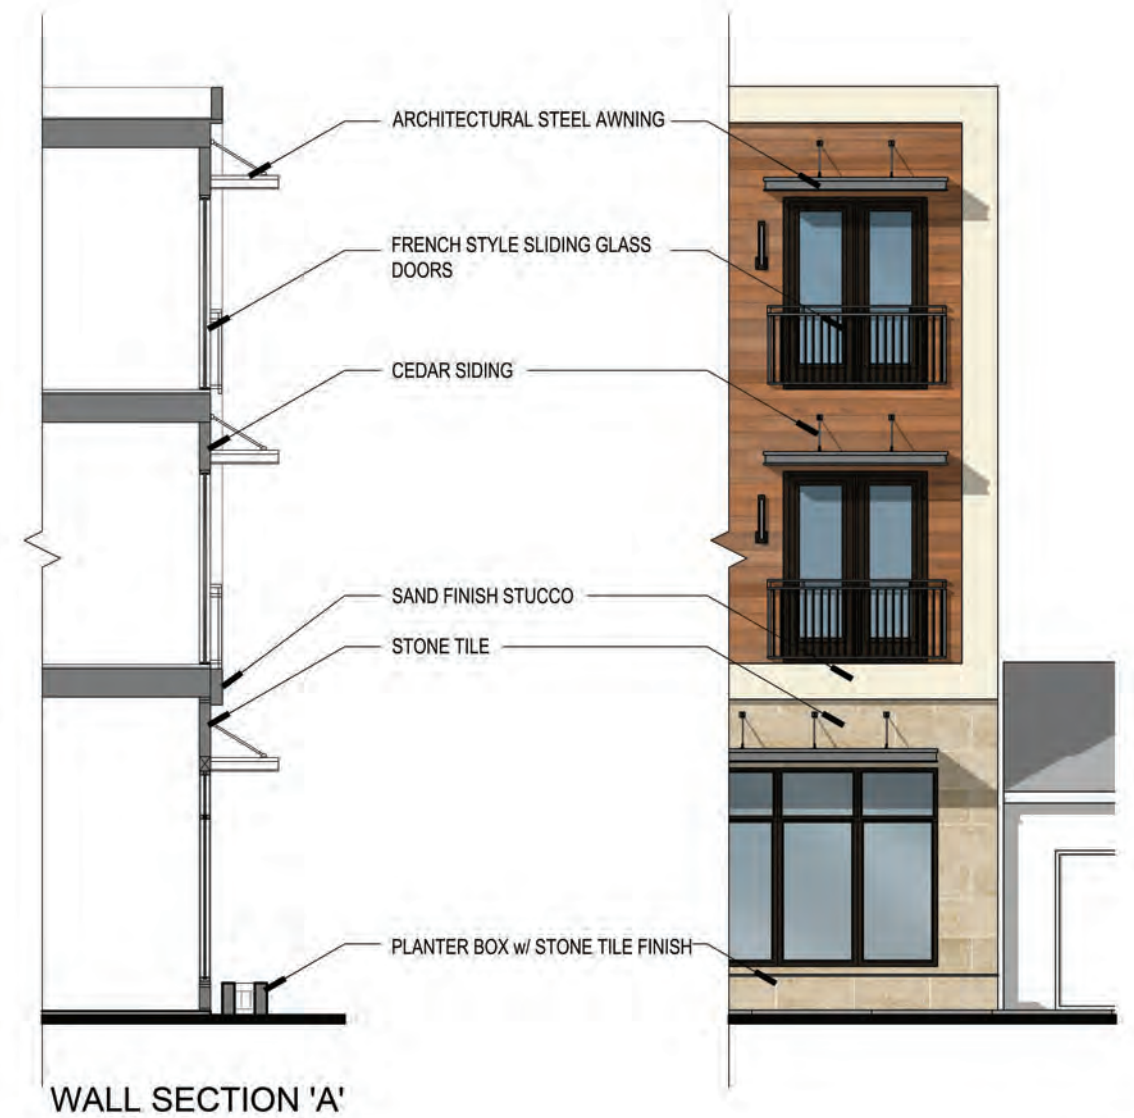 ARCHITECTURAL STEEL AWNING
FRENCH STYLE SLIDING GLASS
DOORS
CEDAR SIDING
SAND FINISH STUCCO
STONE TILE
PLANTER BOX w/ STONE TILE FINISH
WALL SECTION 'A'